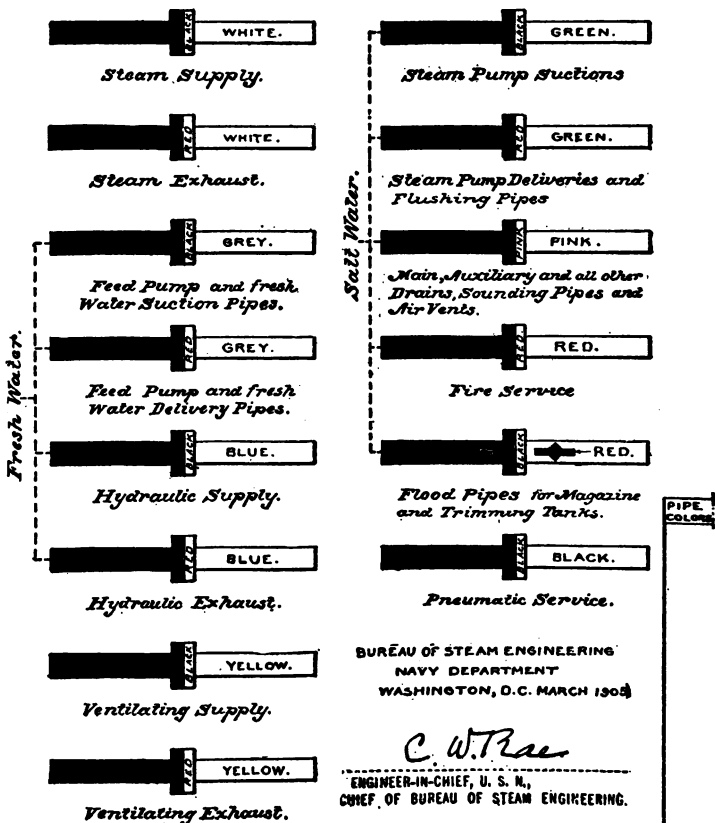 BLACK WHITE.
Steam Supply.
RED WHITE.
Steam Exhaust.
Fresh Water.
BLACK GREY.
Feed Pump and fresh
Water Suction Pipes.
RED GREY.
Feed Pump and fresh
Water Delivery Pipes.
BLACK BLUE.
Hydraulic Supply.
RED BLUE.
Hydraulic Exhaust.
BLACK YELLOW.
Ventilating Supply.
RED YELLOW.
Ventilating Exhaust.
Salt Water.
BLACK GREEN.
Steam Pump Suctions
RED GREEN.
Steam Pump Deliveries and
Flushing Pipes
PINK PINK.
Main, Auxiliary and all other
Drains, Sounding Pipes and
Air Vents.
RED. RED.
Fire Service
BLACK RED.
Flood Pipes for Magazine
and Trimming Tanks.
BLACK BLACK.
Pneumatic Service.
BUREAU OF STEAM ENGINEERING
NAVY DEPARTMENT
WASHINGTON, D.C. MARCH 1905
C. W. Rae
ENGINEER-IN-CHIEF, U. S. N.,
CHIEF OF BUREAU OF STEAM ENGINEERING.
PIPE
COLORS